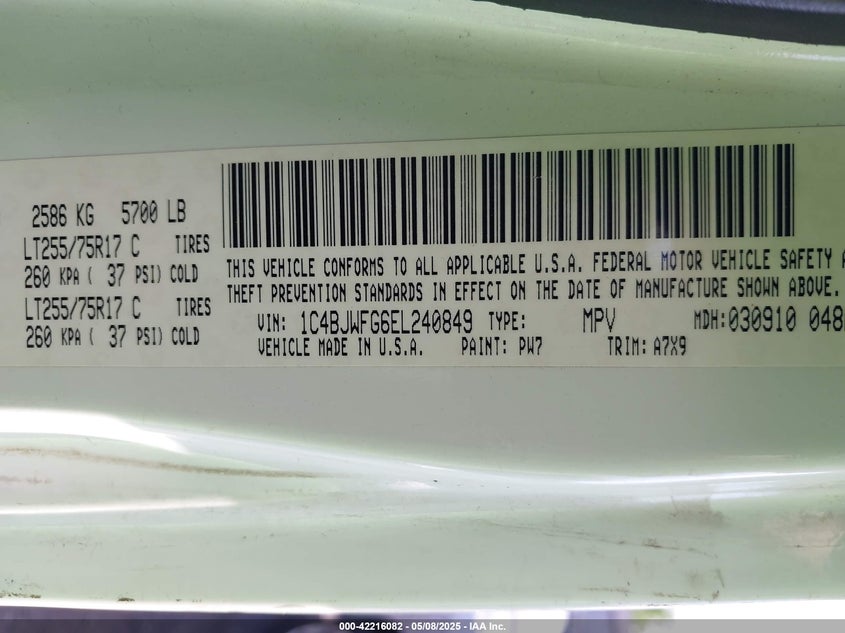 2586 KG 5700 LB
LT255/75R17 C TIRES
260 KPA ( 37 PSI) COLD
LT255/75R17 C TIRES
260 KPA ( 37 PSI) COLD
THIS VEHICLE CONFORMS TO ALL APPLICABLE U.S.A. FEDERAL MOTOR VEHICLE SAFETY
THEFT PREVENTION STANDARDS IN EFFECT ON THE DATE OF MANUFACTURE SHOWN ABOVE.
VIN: 1C4BJWFG6EL240849 TYPE: MPV MDH:030910 048
VEHICLE MADE IN U.S.A. PAINT: PW7 TRIM: A7X9
000-42216082 - 05/08/2025 - IAA Inc.